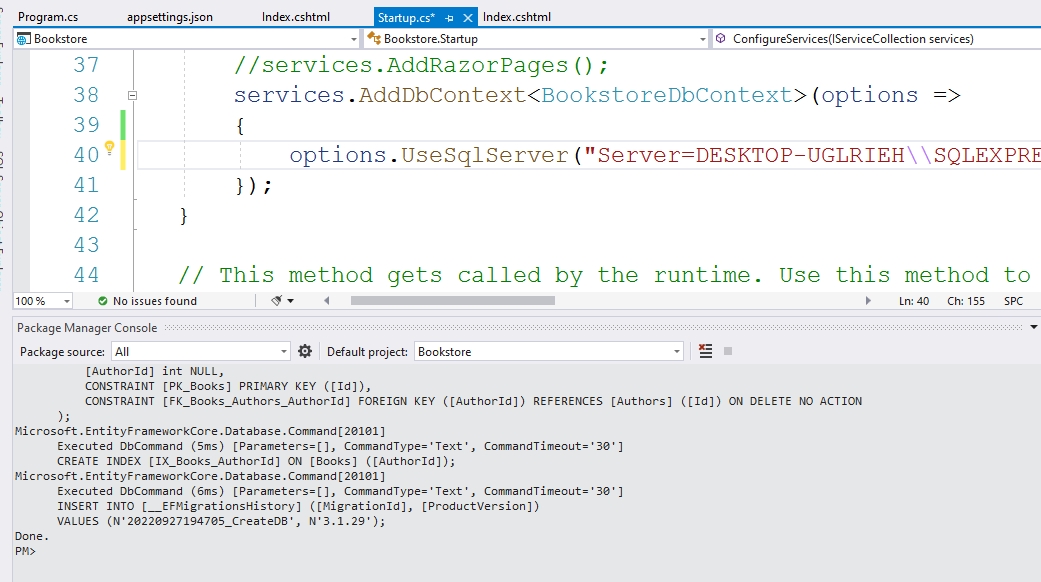 Program.cs appsettings.json Index.cshtml Startup.cs* Index.cshtml
Bookstore Bookstore.Startup ConfigureServices(IServiceCollection services)
37 //services.AddRazorPages();
38 services.AddDbContext<BookstoreDbContext>(options =>
39 {
40 options.UseSqlServer("Server=DESKTOP-UGLRIEH\\SQLEXPRE
41 });
42 }
43
44 // This method gets called by the runtime. Use this method to
100 % No issues found Ln: 40 Ch: 155 SPC
Package Manager Console
Package source: All Default project: Bookstore
[AuthorId] int NULL,
CONSTRAINT [PK_Books] PRIMARY KEY ([Id]),
CONSTRAINT [FK_Books_Authors_AuthorId] FOREIGN KEY ([AuthorId]) REFERENCES [Authors] ([Id]) ON DELETE NO ACTION
);
Microsoft.EntityFrameworkCore.Database.Command[20101]
Executed DbCommand (5ms) [Parameters=[], CommandType='Text', CommandTimeout='30']
CREATE INDEX [IX_Books_AuthorId] ON [Books] ([AuthorId]);
Microsoft.EntityFrameworkCore.Database.Command[20101]
Executed DbCommand (6ms) [Parameters=[], CommandType='Text', CommandTimeout='30']
INSERT INTO [__EFMigrationsHistory] ([MigrationId], [ProductVersion])
VALUES (N'20220927194705_CreateDB', N'3.1.29');
Done.
PM>